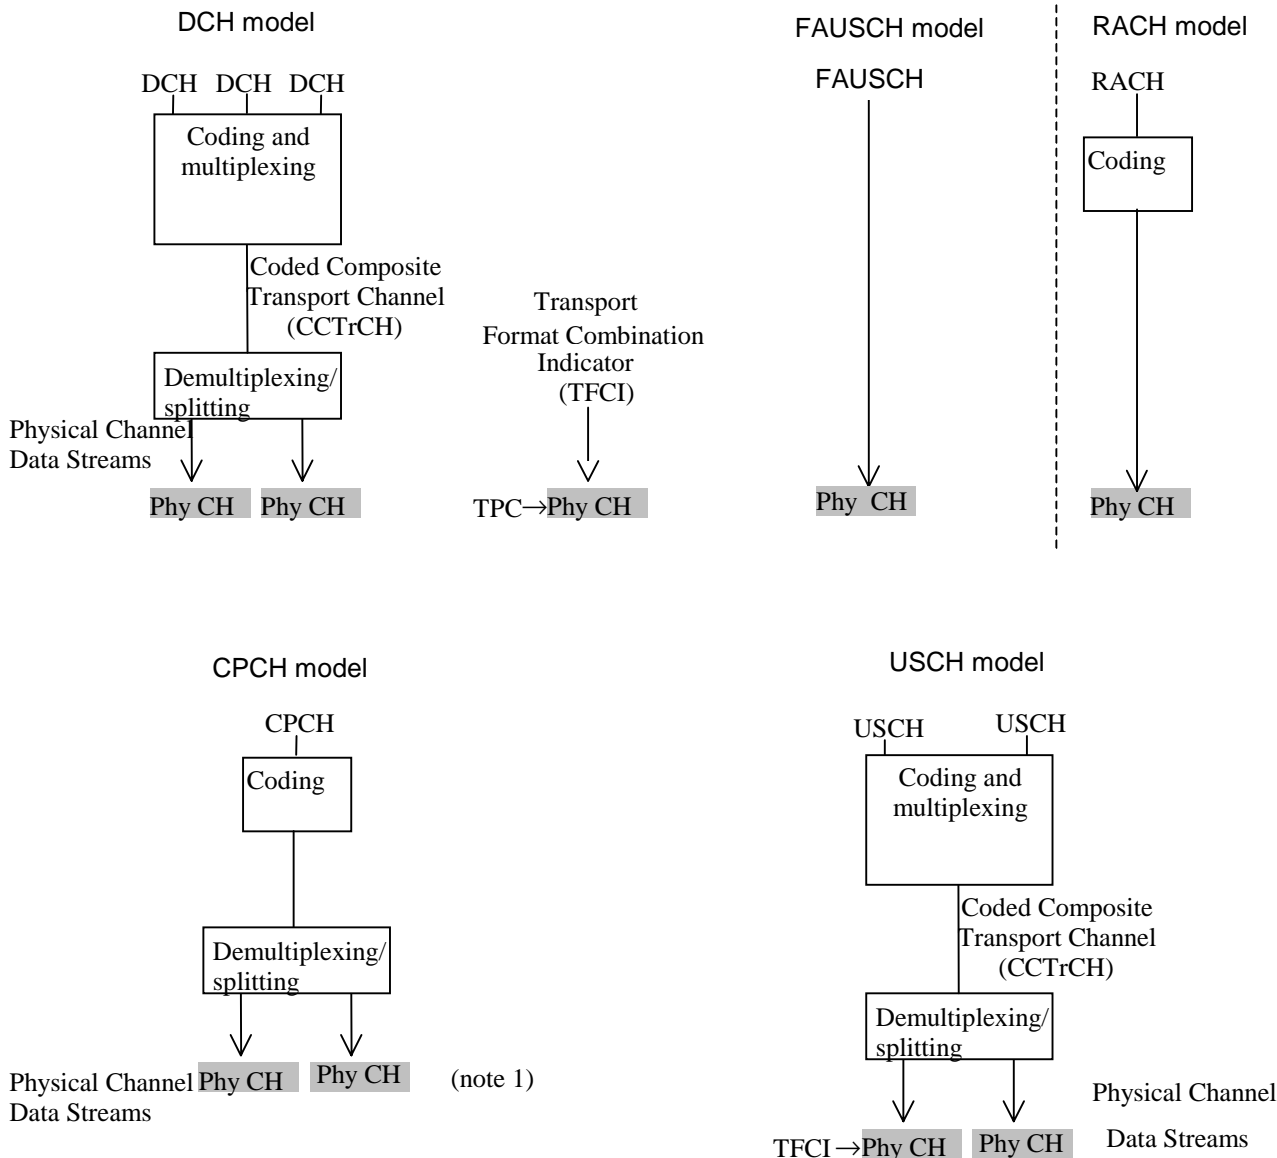 DCH model
DCH DCH DCH
Coding and
multiplexing
Coded Composite
Transport Channel
(CCTrCH)
Demultiplexing/
splitting
Physical Channel
Data Streams
Phy CH Phy CH
Transport
Format Combination
Indicator
(TFCI)
TPC→Phy CH
FAUSCH model
FAUSCH
Phy CH
RACH model
RACH
Coding
Phy CH
CPCH model
CPCH
Coding
Demultiplexing/
splitting
Physical Channel
Data Streams
Phy CH Phy CH (note 1)
USCH model
USCH USCH
Coding and
multiplexing
Coded Composite
Transport Channel
(CCTrCH)
Demultiplexing/
splitting
Physical Channel
Data Streams
TFCI→Phy CH Phy CH